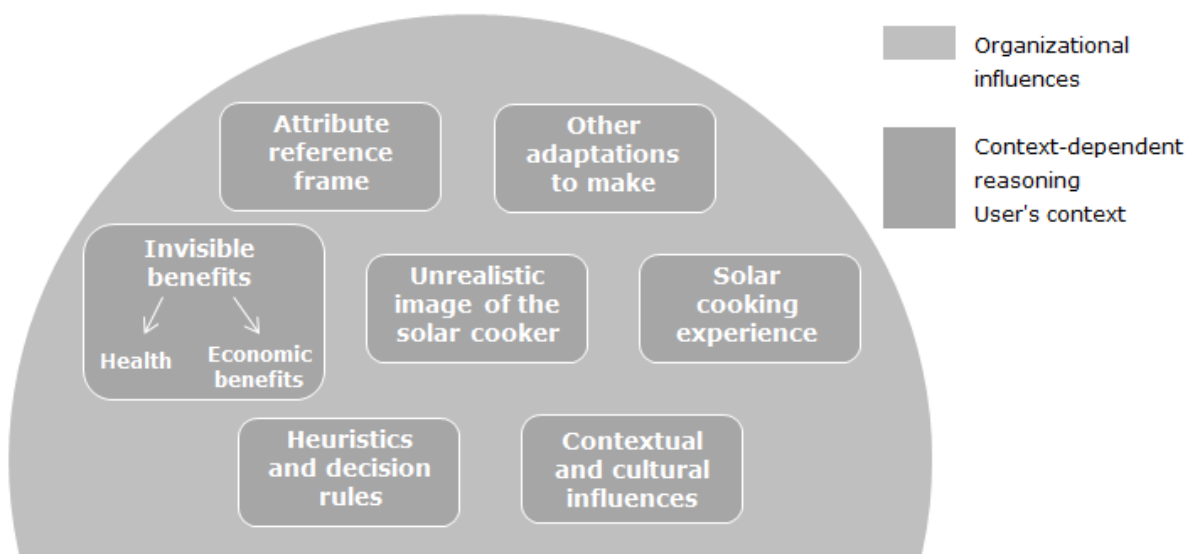 Attribute
reference
frame
Other
adaptations
to make
Invisible
benefits
Health
Economic
benefits
Unrealistic
image of the
solar cooker
Solar
cooking
experience
Heuristics
and decision
rules
Contextual
and cultural
influences
Organizational
influences
Context-dependent
reasoning
User's context